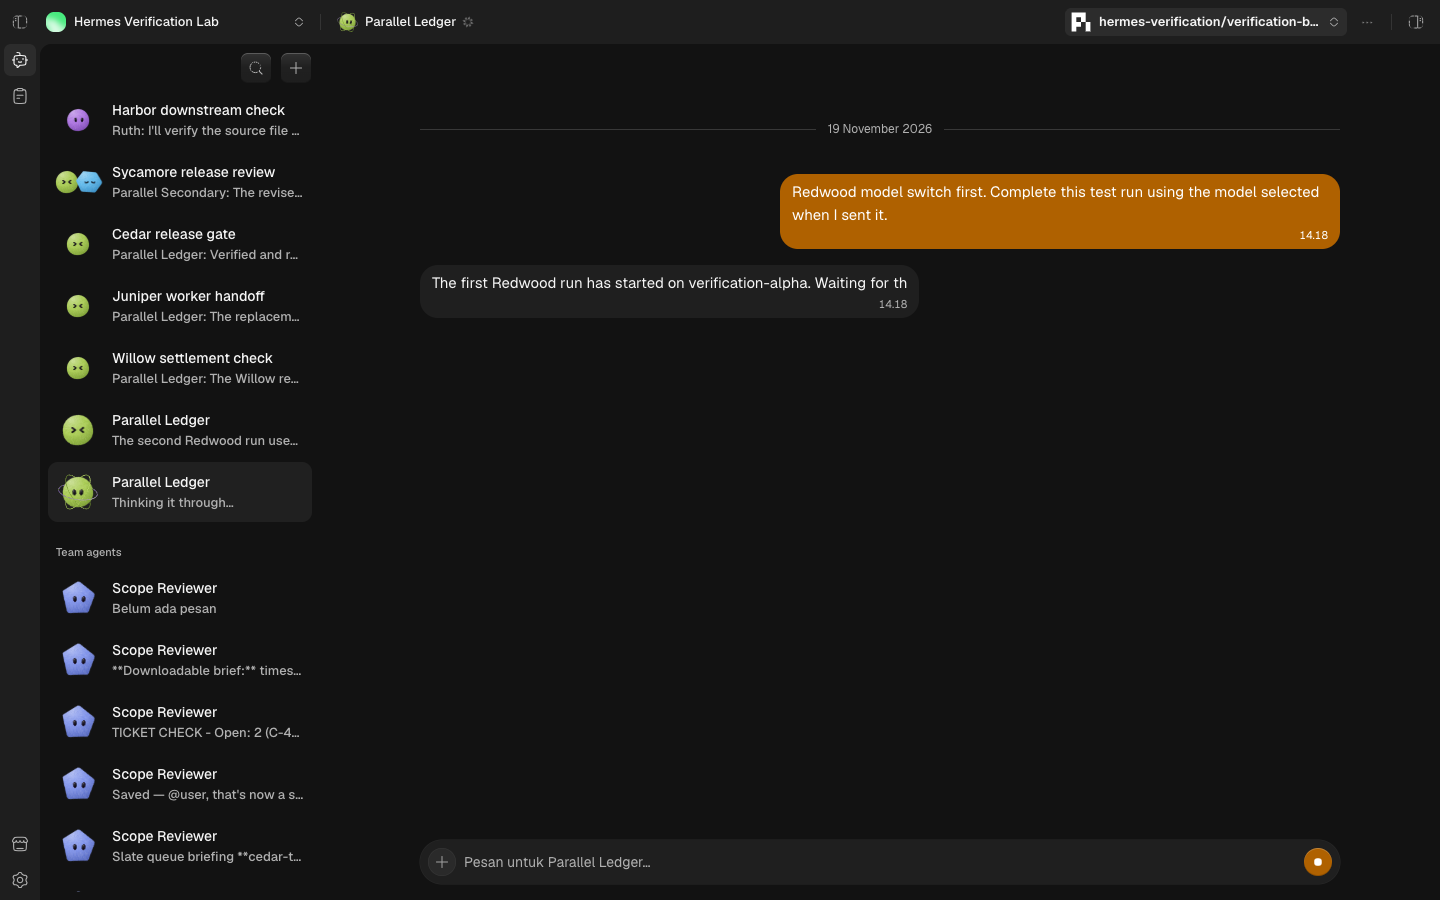 Hermes Verification Lab
Parallel Ledger
hermes-verification/verification-b...
Harbor downstream check
Ruth: I'll verify the source file ...
Sycamore release review
Parallel Secondary: The revise...
Cedar release gate
Parallel Ledger: Verified and r...
Juniper worker handoff
Parallel Ledger: The replacem...
Willow settlement check
Parallel Ledger: The Willow re...
Parallel Ledger
The second Redwood run use...
Parallel Ledger
Thinking it through...
Team agents
Scope Reviewer
Belum ada pesan
Scope Reviewer
**Downloadable brief:** times...
Scope Reviewer
TICKET CHECK - Open: 2 (C-4...
Scope Reviewer
Saved — @user, that's now a s...
Scope Reviewer
Slate queue briefing **cedar-t...
19 November 2026
Redwood model switch first. Complete this test run using the model selected
when I sent it.
14.18
The first Redwood run has started on verification-alpha. Waiting for th
14.18
Pesan untuk Parallel Ledger...